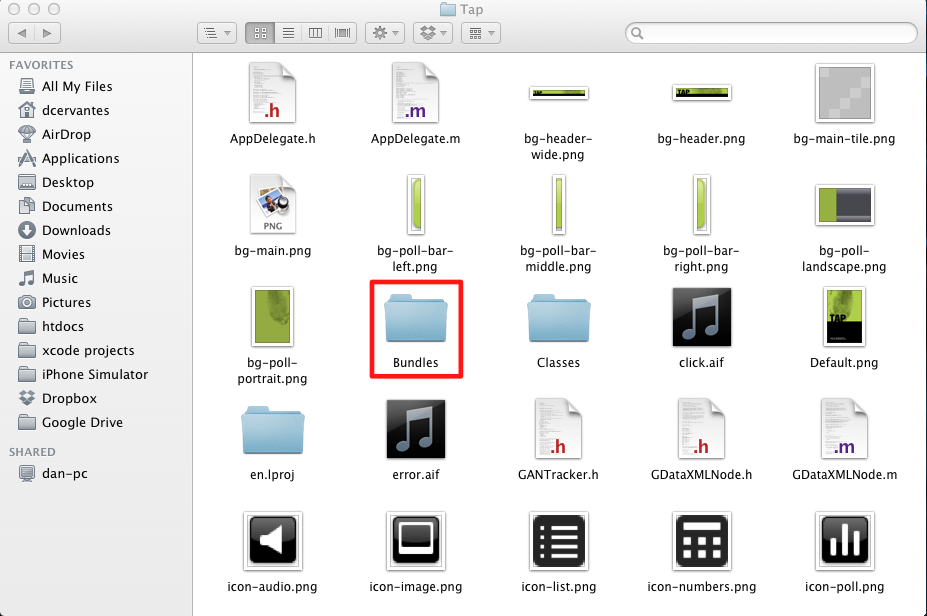 Tap
FAVORITES
All My Files
dcervantes
AirDrop
Applications
Desktop
Documents
Downloads
Movies
Music
Pictures
htdocs
xcode projects
iPhone Simulator
Dropbox
Google Drive
SHARED
dan-pc
.h
AppDelegate.h
.m
AppDelegate.m
TAP
bg-header-
wide.png
TAP
bg-header.png
bg-main-tile.png
PNG
bg-main.png
bg-poll-bar-
left.png
bg-poll-bar-
middle.png
bg-poll-bar-
right.png
bg-poll-
landscape.png
bg-poll-
portrait.png
Bundles
Classes
click.aif
TAP
Default.png
en.lproj
error.aif
.h
GANTracker.h
.h
GDataXMLNode.h
.m
GDataXMLNode.m
icon-audio.png
icon-image.png
icon-list.png
icon-numbers.png
icon-poll.png